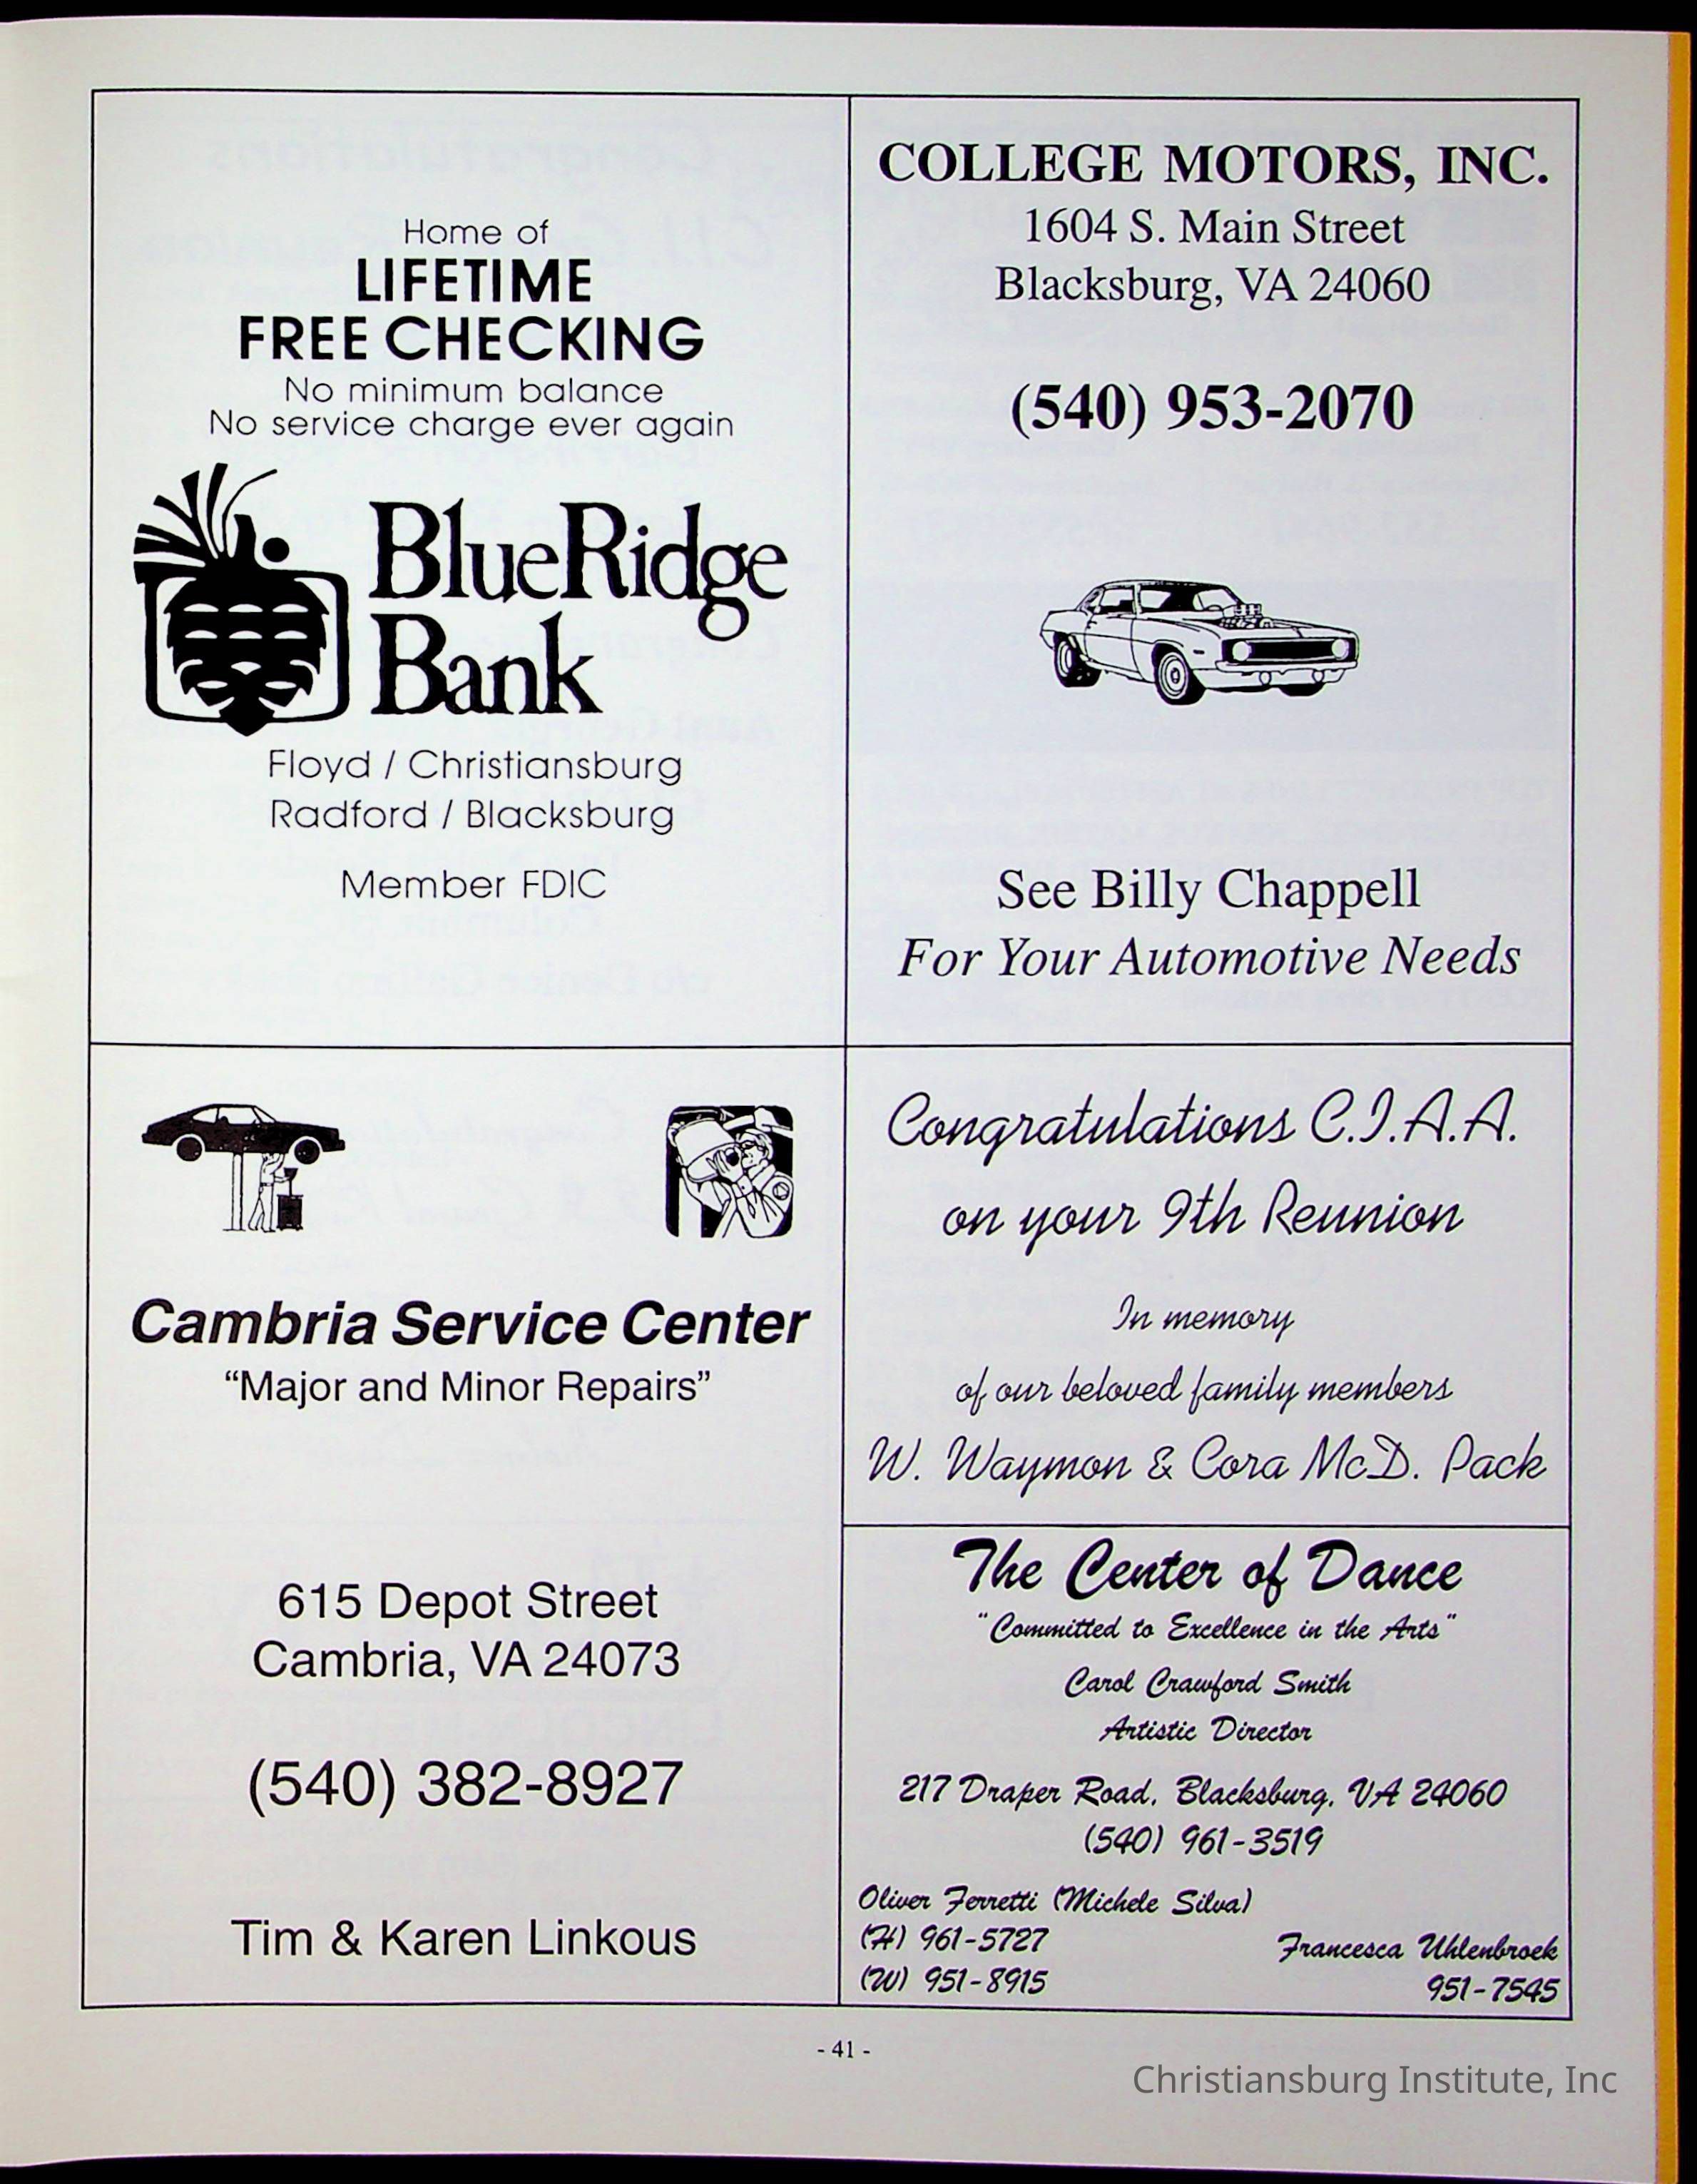 Home of
LIFETIME
FREE CHECKING
No minimum balance
No service charge ever again
BlueRidge
Bank
Floyd / Christiansburg
Radford / Blacksburg
Member FDIC
COLLEGE MOTORS, INC.
1604 S. Main Street
Blacksburg, VA 24060
(540) 953-2070
See Billy Chappell
For Your Automotive Needs
Cambria Service Center
“Major and Minor Repairs”
615 Depot Street
Cambria, VA 24073
(540) 382-8927
Tim & Karen Linkous
Congratulations C.I.A.A.
on your 9th Reunion
In memory
of our beloved family members
W. Waymon & Cora McD. Pack
The Center of Dance
"Committed to Excellence in the Arts"
Carol Crawford Smith
Artistic Director
217 Draper Road, Blacksburg, VA 24060
(540) 961-3519
Oliver Ferretti (Michele Silva)
(H) 961-5727
(W) 951-8915
Francesca Uhlenbroek
951-7545
- 41 -
Christiansburg Institute, Inc